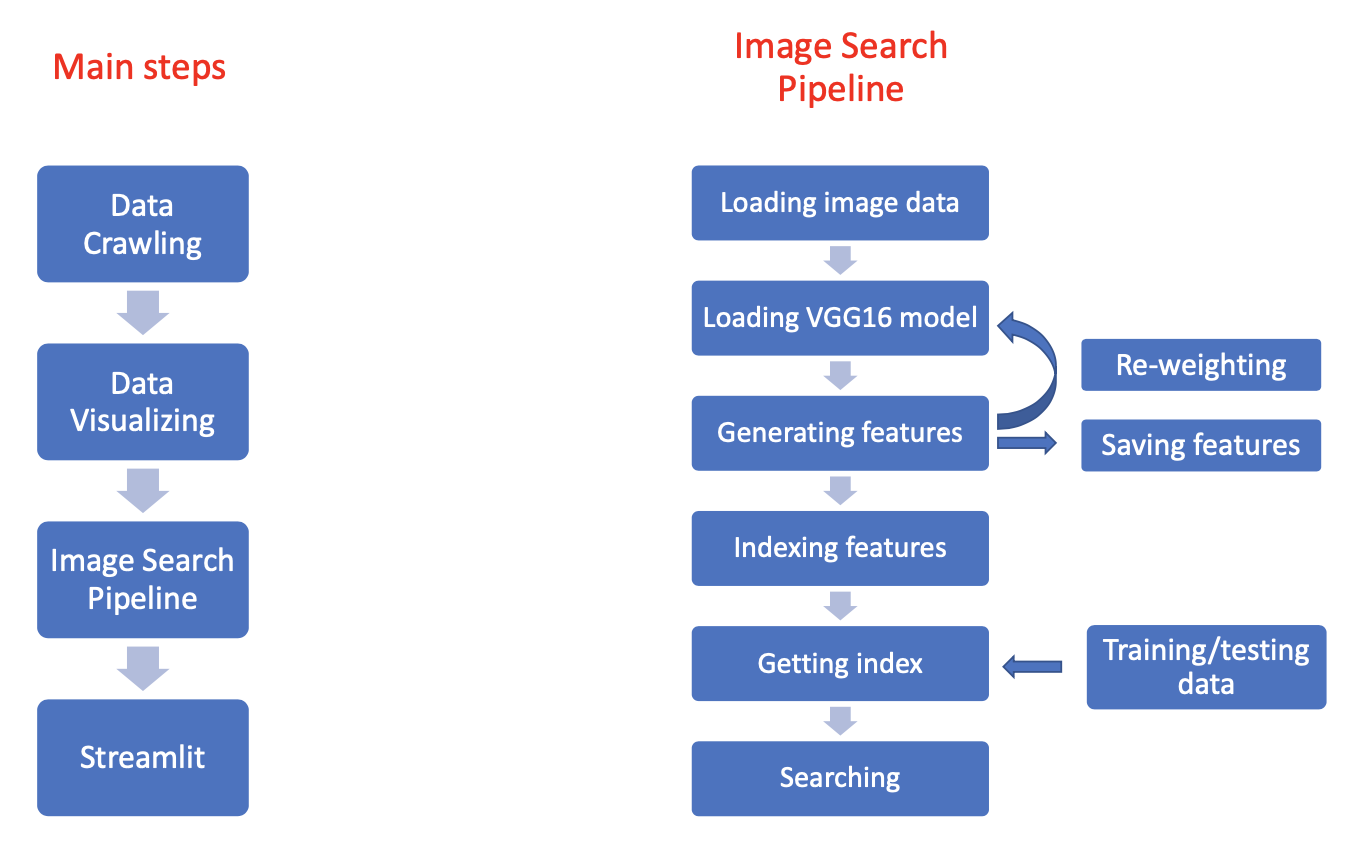 Main steps
Data
Crawling
Data
Visualizing
Image Search
Pipeline
Streamlit
Image Search
Pipeline
Loading image data
Loading VGG16 model
Re-weighting
Generating features
Saving features
Indexing features
Getting index
Training/testing
data
Searching